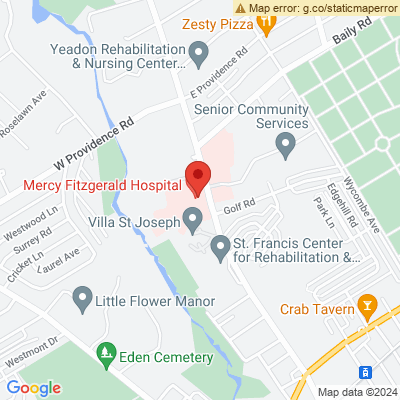 Map error: g.co/staticmaperror
Zesty Pizza
Baily Rd
Yeadon Rehabilitation
& Nursing Center...
E Providence Rd
Roselawn Ave
Senior Community
Services
W Providence Rd
Mercy Fitzgerald Hospital
Wycombe Ave
Edgehill Rd
Park Ln
Golf Rd
Westwood Ln
Villa St Joseph
Surrey Rd
St. Francis Center
for Rehabilitation &...
Cricket Ln
Laurel Ave
Little Flower Manor
Crab Tavern
Westmont Dr
Eden Cemetery
Google
Map data ©2024